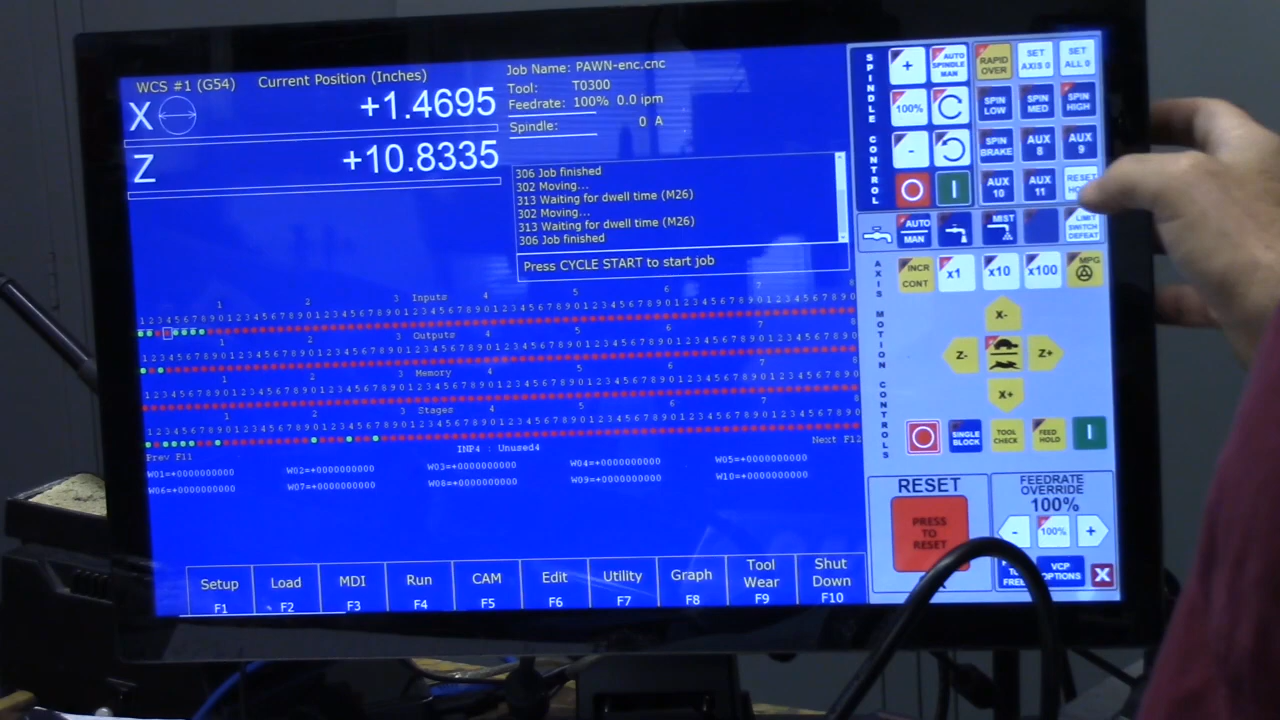 WCS #1 (G54)
Current Position (Inches)
X
+1.4695
Z
+10.8335
Job Name: PAWN-enc.cnc
Tool: T0300
Feedrate: 100% 0.0 ipm
Spindle: 0 A
306 Job finished
302 Moving...
313 Waiting for dwell time (M26)
302 Moving...
313 Waiting for dwell time (M26)
306 Job finished
Press CYCLE START to start job
Inputs
Outputs
Memory
Stages
Prev F11
INP4 : Unused4
Next F12
W01=+0000000000 W02=+0000000000 W03=+0000000000 W04=+0000000000 W05=+0000000000
W06=+0000000000 W07=+0000000000 W08=+0000000000 W09=+0000000000 W10=+0000000000
Setup F1
Load F2
MDI F3
Run F4
CAM F5
Edit F6
Utility F7
Graph F8
Tool Wear F9
Shut Down F10
SPINDLE CONTROL
+
AUTO SPINDLE MAN
RAPID OVER
SET AXIS 0
SET ALL 0
100%
SPIN LOW
SPIN MED
SPIN HIGH
-
SPIN BRAKE
AUX 8
AUX 9
AUX 10
AUX 11
RESET
AUTO MAN
MIST
LIMIT SWITCH DEFEAT
AXIS MOTION CONTROLS
INCR CONT
x1
x10
x100
MPG
X-
Z-
Z+
X+
SINGLE BLOCK
TOOL CHECK
FEED HOLD
RESET
PRESS TO RESET
FEEDRATE OVERRIDE
100%
-
100%
+
VCP OPTIONS
X